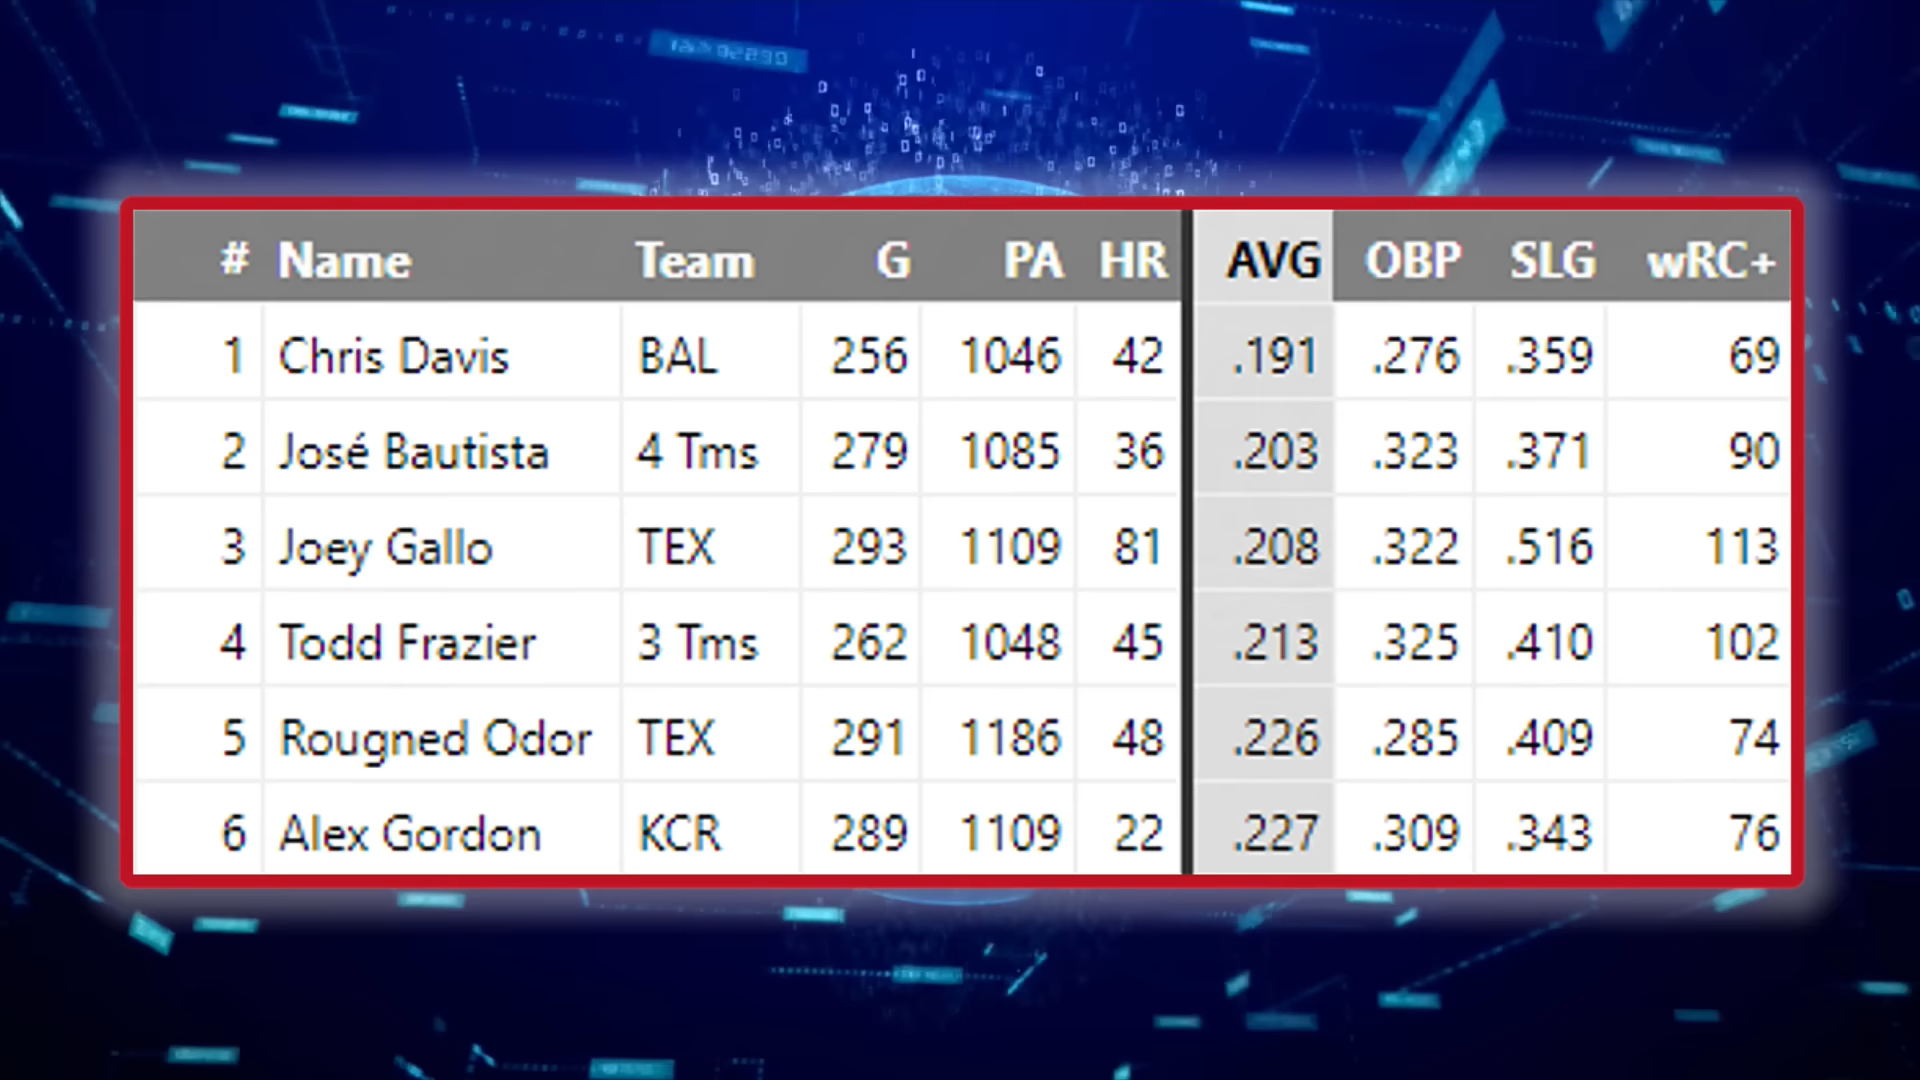 # Name Team G PA HR AVG OBP SLG wRC+
1 Chris Davis BAL 256 1046 42 .191 .276 .359 69
2 José Bautista 4 Tms 279 1085 36 .203 .323 .371 90
3 Joey Gallo TEX 293 1109 81 .208 .322 .516 113
4 Todd Frazier 3 Tms 262 1048 45 .213 .325 .410 102
5 Rougned Odor TEX 291 1186 48 .226 .285 .409 74
6 Alex Gordon KCR 289 1109 22 .227 .309 .343 76